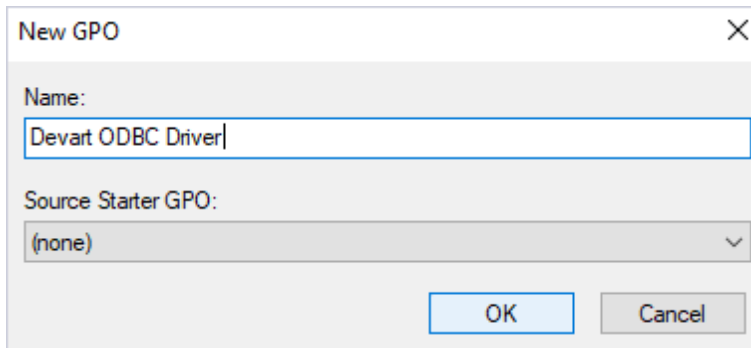 New GPO
Name:
Devart ODBC Driver
Source Starter GPO:
(none)
OK Cancel